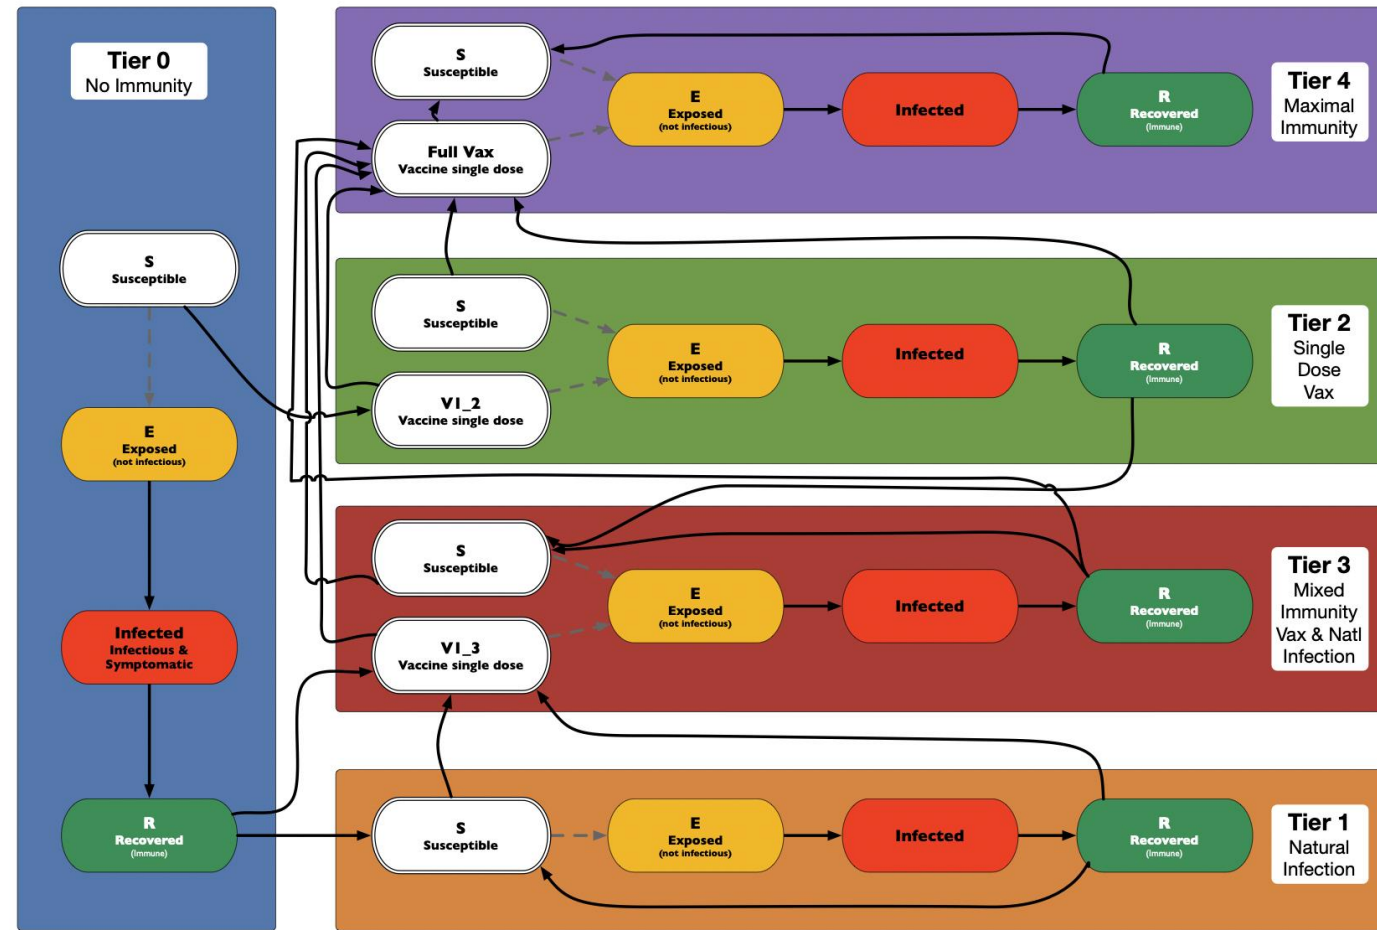 Tier 0
No Immunity
S
Susceptible
E
Exposed
(not infectious)
Infected
Infectious &
Symptomatic
R
Recovered
(Immune)
S
Susceptible
Full Vax
Vaccine single dose
E
Exposed
(not infectious)
Infected
R
Recovered
(Immune)
Tier 4
Maximal
Immunity
S
Susceptible
V1_2
Vaccine single dose
E
Exposed
(not infectious)
Infected
R
Recovered
(Immune)
Tier 2
Single
Dose
Vax
S
Susceptible
V1_3
Vaccine single dose
E
Exposed
(not infectious)
Infected
R
Recovered
(Immune)
Tier 3
Mixed
Immunity
Vax & Natl
Infection
S
Susceptible
E
Exposed
(not infectious)
Infected
R
Recovered
(Immune)
Tier 1
Natural
Infection